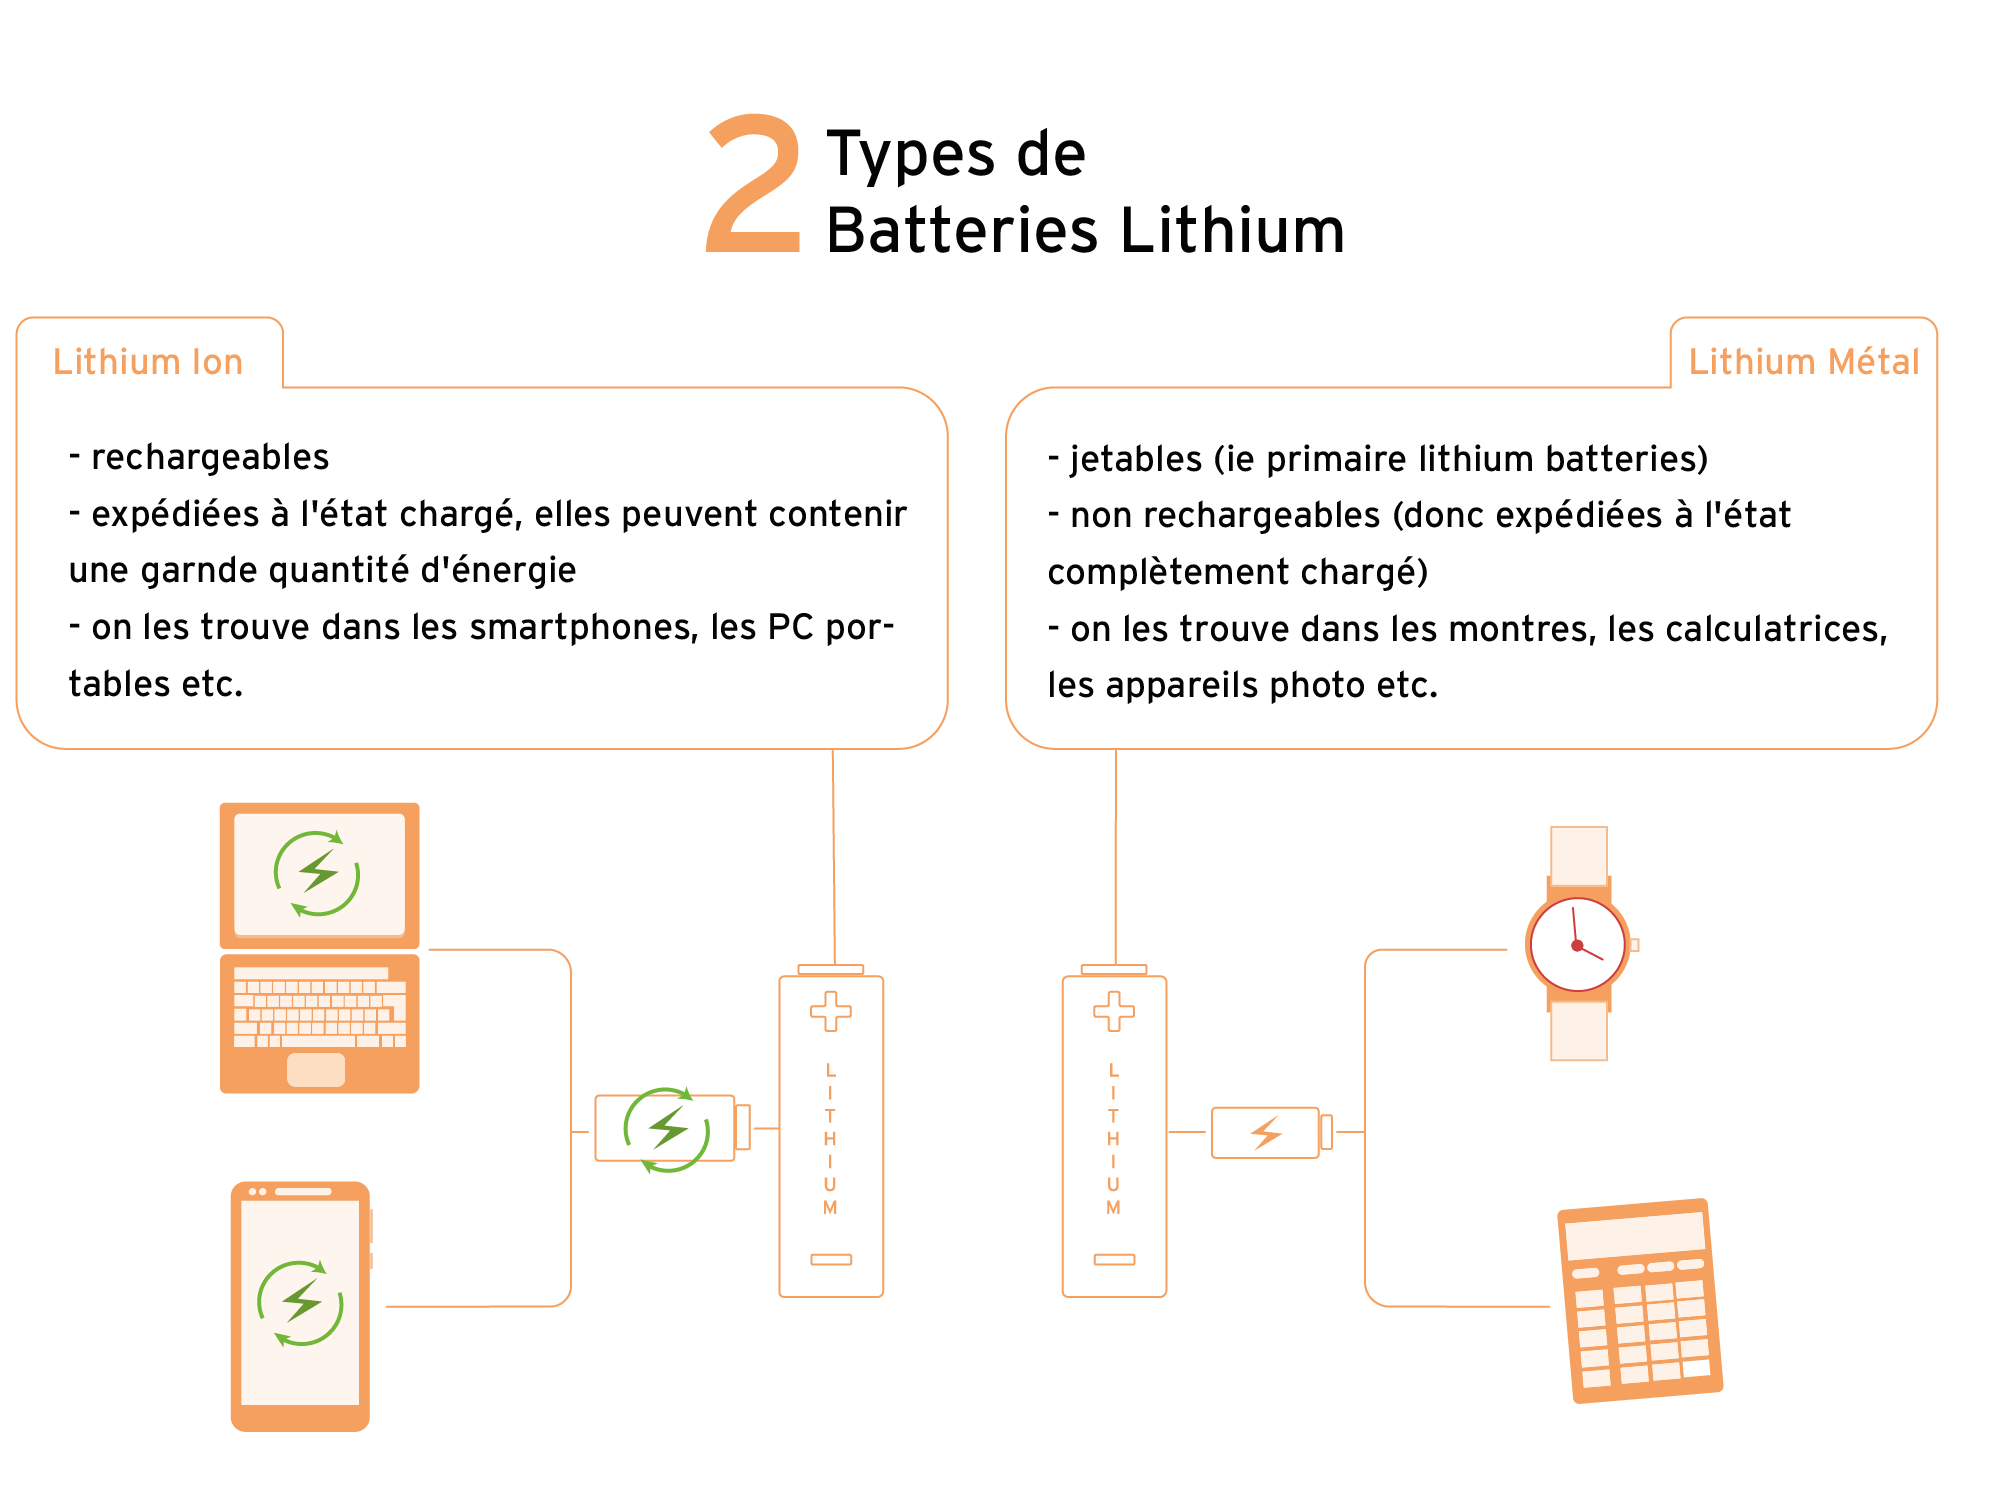 2 Types de
Batteries Lithium
Lithium Ion
- rechargeables
- expédiées à l'état chargé, elles peuvent contenir
une garnde quantité d'énergie
- on les trouve dans les smartphones, les PC por-
tables etc.
Lithium Métal
- jetables (ie primaire lithium batteries)
- non rechargeables (donc expédiées à l'état
complètement chargé)
- on les trouve dans les montres, les calculatrices,
les appareils photo etc.
LITHIUM
LITHIUM